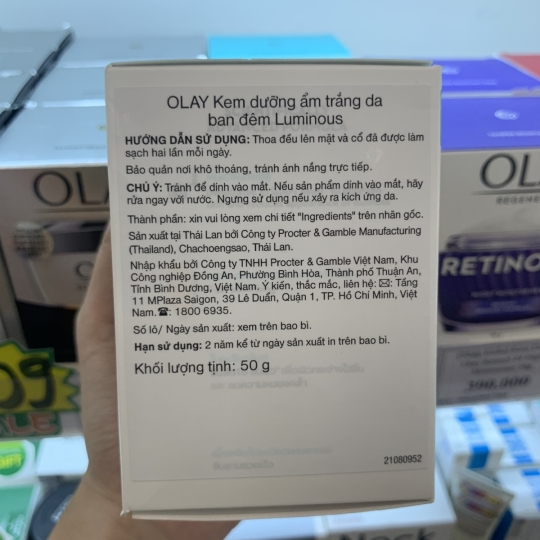 OLAY Kem dưỡng ẩm trắng da
ban đêm Luminous
HƯỚNG DẪN SỬ DỤNG: Thoa đều lên mặt và cổ đã được làm
sạch hai lần mỗi ngày.
Bảo quản nơi khô thoáng, tránh ánh nắng trực tiếp.
CHÚ Ý: Tránh để dính vào mắt. Nếu sản phẩm dính vào mắt, hãy
rửa ngay với nước. Ngưng sử dụng nếu xảy ra kích ứng da.
Thành phần: xin vui lòng xem chi tiết "Ingredients" trên nhãn gốc.
Sản xuất tại Thái Lan bởi Công ty Procter & Gamble Manufacturing
(Thailand), Chachoengsao, Thái Lan.
Nhập khẩu bởi Công ty TNHH Procter & Gamble Việt Nam, Khu
Công nghiệp Đồng An, Phường Bình Hòa, Thành phố Thuận An,
Tỉnh Bình Dương, Việt Nam. Ý kiến, thắc mắc, liên hệ: ✉: Tầng
11 MPlaza Saigon, 39 Lê Duẩn, Quận 1, TP. Hồ Chí Minh, Việt
Nam.☎: 1800 6935.
Số lô/ Ngày sản xuất: xem trên bao bì.
Hạn sử dụng: 2 năm kể từ ngày sản xuất in trên bao bì.
Khối lượng tịnh: 50 g
21080952
OL
RETINO
390.000
09